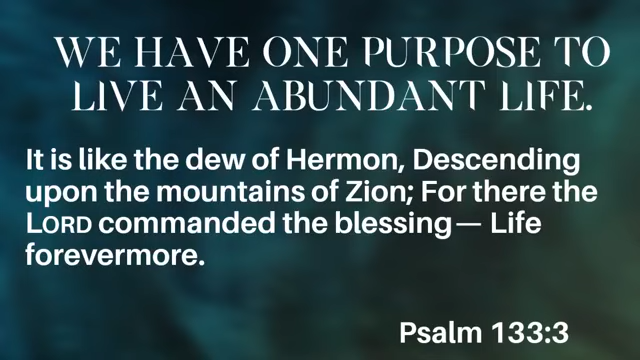 WE HAVE ONE PURPOSE TO
LIVE AN ABUNDANT LIFE.
It is like the dew of Hermon, Descending
upon the mountains of Zion; For there the
LORD commanded the blessing— Life
forevermore.
Psalm 133:3